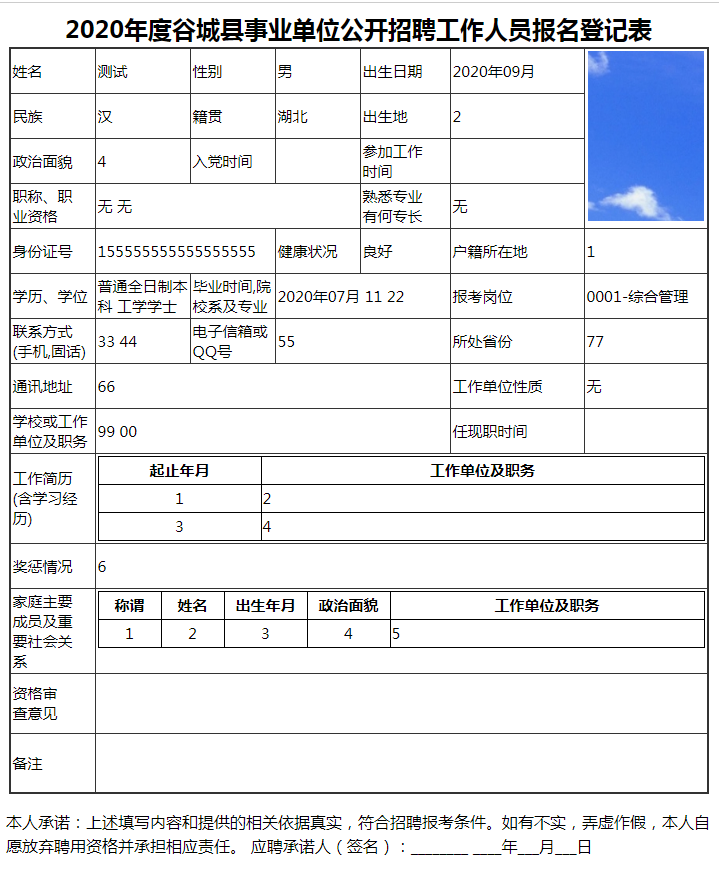 2020年度谷城县事业单位公开招聘工作人员报名登记表
姓名 测试 性别 男 出生日期 2020年09月
民族 汉 籍贯 湖北 出生地 2
政治面貌 4 入党时间 参加工作
时间
职称、职
业资格 无 无 熟悉专业
有何专长 无
身份证号 155555555555555555 健康状况 良好 户籍所在地 1
学历、学位 普通全日制本
科 工学学士 毕业时间,院
校系及专业 2020年07月 11 22 报考岗位 0001-综合管理
联系方式
(手机,固话) 33 44 电子信箱或
QQ号 55 所处省份 77
通讯地址 66 工作单位性质 无
学校或工作
单位及职务 99 00 任现职时间
工作简历
(含学习经
历)
起止年月 工作单位及职务
1 2
3 4
奖惩情况 6
家庭主要
成员及重
要社会关
系
称谓 姓名 出生年月 政治面貌 工作单位及职务
1 2 3 4 5
资格审
查意见
备注
本人承诺：上述填写内容和提供的相关依据真实，符合招聘报考条件。如有不实，弄虚作假，本人自
愿放弃聘用资格并承担相应责任。 应聘承诺人（签名）：_______ ____年___月___日